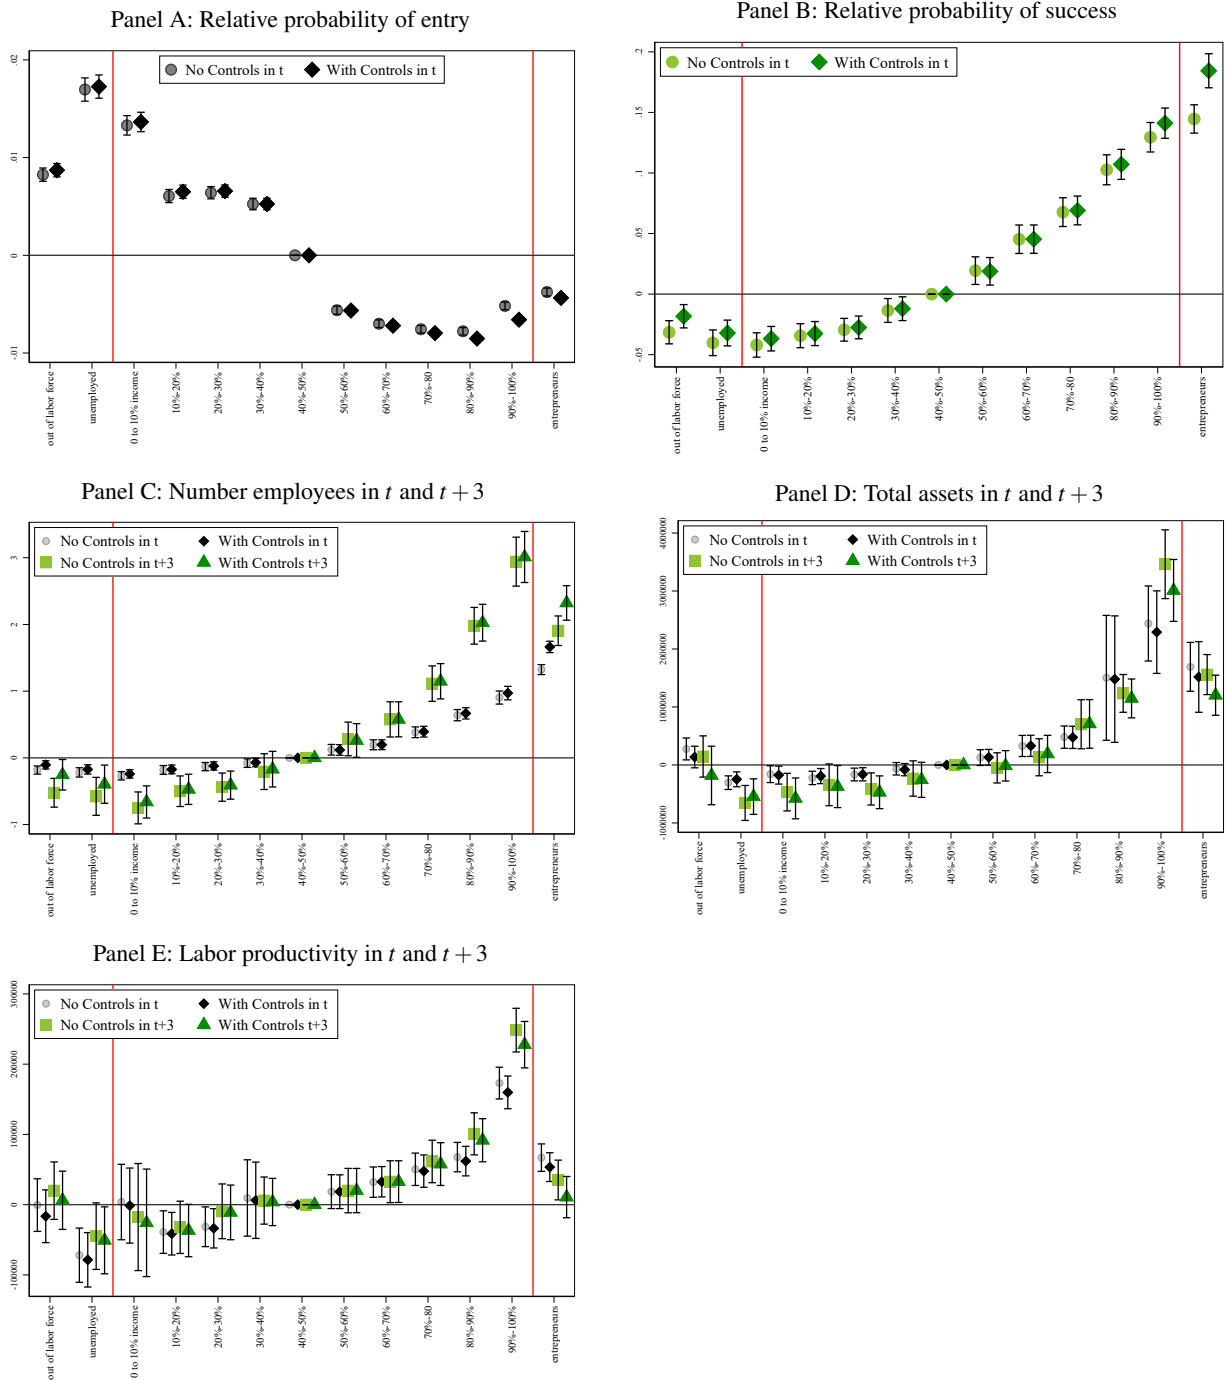 Panel A: Relative probability of entry
No Controls in t
With Controls in t
.02
.01
0
-.01
out of labor force
unemployed
0 to 10% income
10%-20%
20%-30%
30%-40%
40%-50%
50%-60%
60%-70%
70%-80
80%-90%
90%-100%
entrepreneurs
Panel B: Relative probability of success
No Controls in t
With Controls in t
.2
.15
.1
.05
0
-.05
out of labor force
unemployed
0 to 10% income
10%-20%
20%-30%
30%-40%
40%-50%
50%-60%
60%-70%
70%-80
80%-90%
90%-100%
entrepreneurs
Panel C: Number employees in t and t + 3
No Controls in t
With Controls in t
No Controls in t+3
With Controls t+3
3
2
1
0
-1
out of labor force
unemployed
0 to 10% income
10%-20%
20%-30%
30%-40%
40%-50%
50%-60%
60%-70%
70%-80
80%-90%
90%-100%
entrepreneurs
Panel D: Total assets in t and t + 3
No Controls in t
With Controls in t
No Controls in t+3
With Controls t+3
4000000
3000000
2000000
1000000
0
-1000000
out of labor force
unemployed
0 to 10% income
10%-20%
20%-30%
30%-40%
40%-50%
50%-60%
60%-70%
70%-80
80%-90%
90%-100%
entrepreneurs
Panel E: Labor productivity in t and t + 3
No Controls in t
With Controls in t
No Controls in t+3
With Controls t+3
300000
200000
100000
0
-100000
out of labor force
unemployed
0 to 10% income
10%-20%
20%-30%
30%-40%
40%-50%
50%-60%
60%-70%
70%-80
80%-90%
90%-100%
entrepreneurs